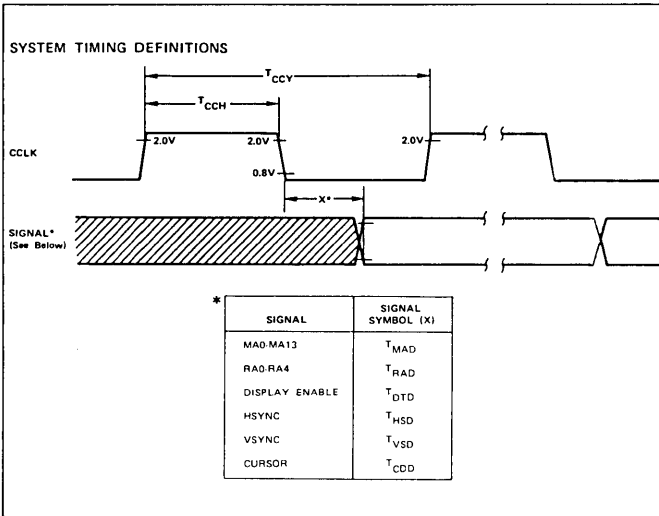 SYSTEM TIMING DEFINITIONS
TCCY
TCCH
CCLK
2.0V
2.0V
2.0V
0.8V
X*
SIGNAL*
(See Below)
*
SIGNAL SIGNAL SYMBOL (X)
MA0-MA13 TMAD
RA0-RA4 TRAD
DISPLAY ENABLE TDTD
HSYNC THSD
VSYNC TVSD
CURSOR TCDD